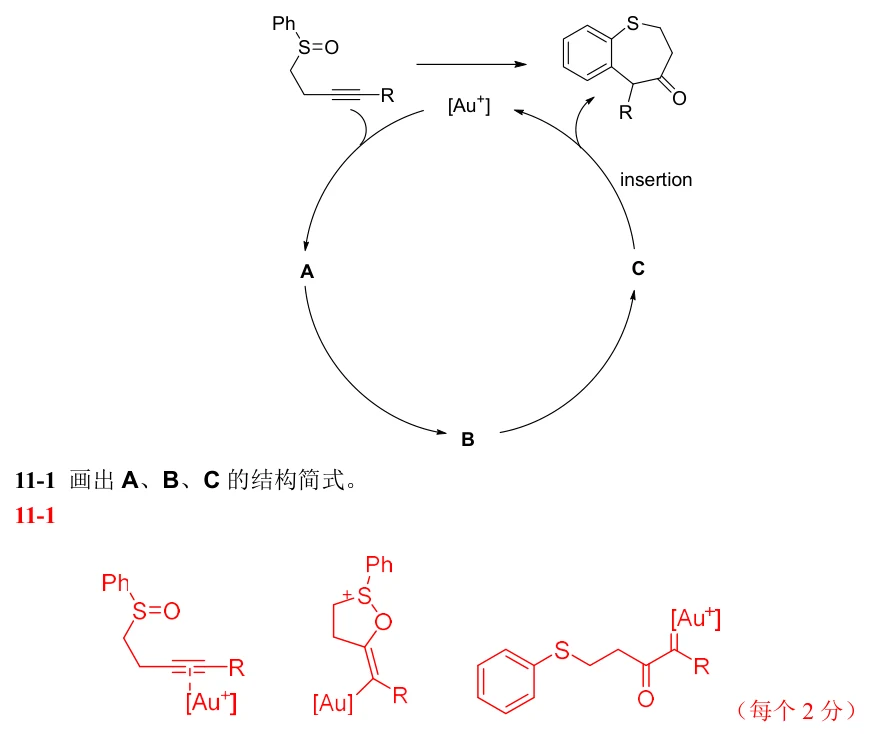 Ph
S=O
R
[Au⁺]
S
O
R
insertion
A
C
B
11-1 画出 A、B、C 的结构简式。
11-1
Ph
S=O
R
[Au⁺]
Ph
+
S
O
[Au]
R
S
O
[Au⁺]
R
（每个 2 分）